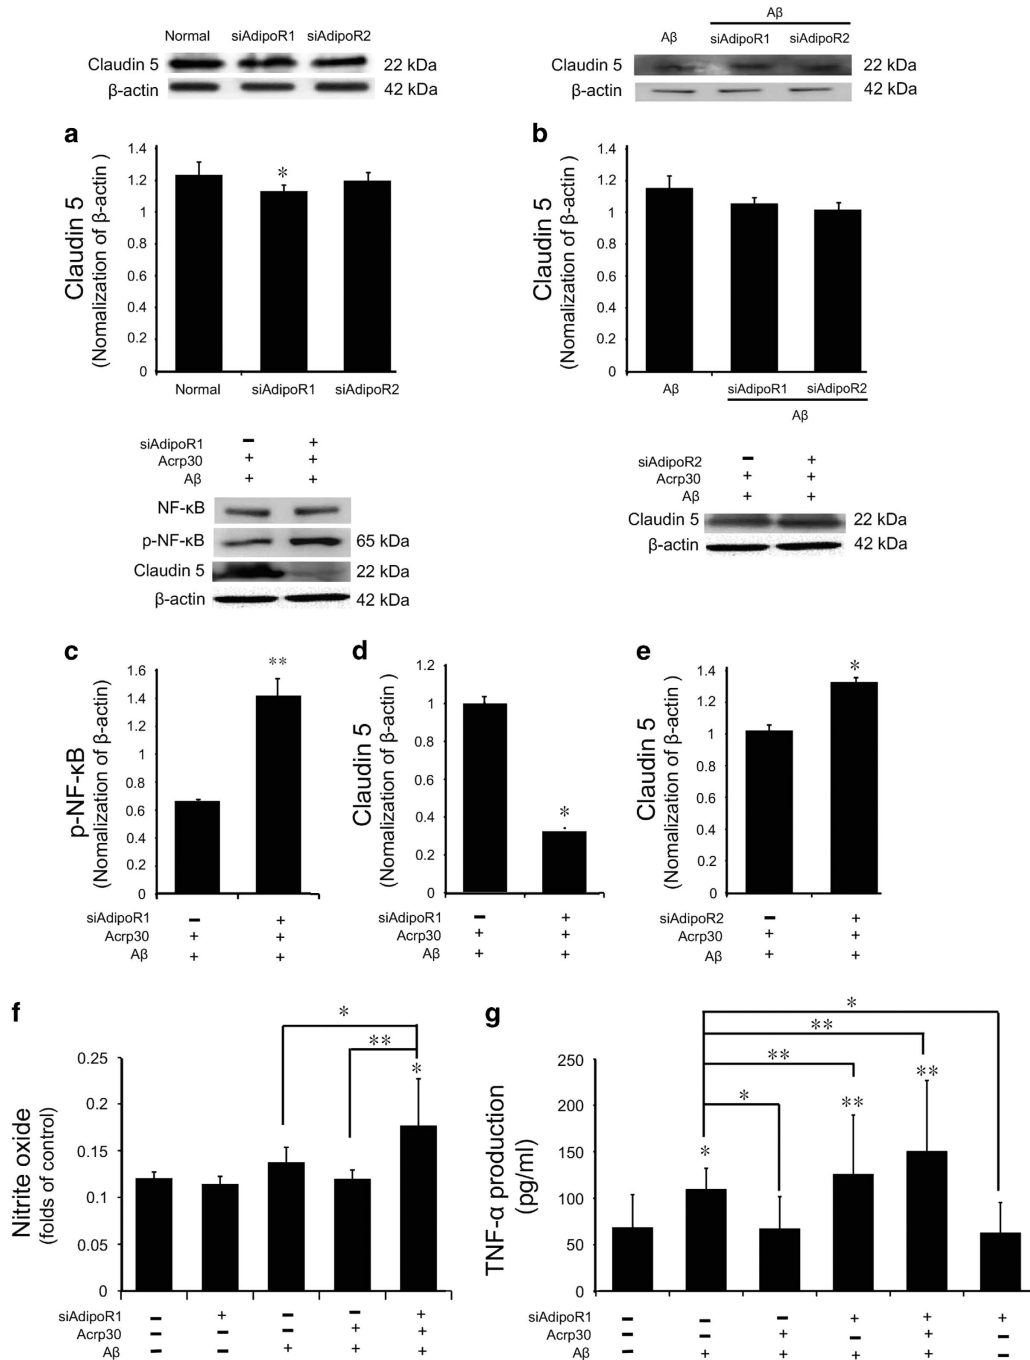 Normal siAdipoR1 siAdipoR2
Claudin 5 22 kDa
β-actin 42 kDa
Aβ
Aβ siAdipoR1 siAdipoR2
Claudin 5 22 kDa
β-actin 42 kDa
a
Claudin 5
(Nomalization of β-actin )
1.4
1.2
1
0.8
0.6
0.4
0.2
0
*
Normal siAdipoR1 siAdipoR2
b
Claudin 5
(Nomalization of β-actin )
1.4
1.2
1
0.8
0.6
0.4
0.2
0
Aβ siAdipoR1 siAdipoR2
Aβ
siAdipoR1 − +
Acrp30 + +
Aβ + +
NF-κB
p-NF-κB 65 kDa
Claudin 5 22 kDa
β-actin 42 kDa
siAdipoR2 − +
Acrp30 + +
Aβ + +
Claudin 5 22 kDa
β-actin 42 kDa
c
p-NF-κB
(Nomalization of β-actin)
1.6
1.4
1
1
0.8
0.6
0.4
0.2
0
**
siAdipoR1 − +
Acrp30 + +
Aβ + +
d
Claudin 5
(Nomalization of β-actin )
1.2
1
0.8
0.6
0.4
0.2
0
*
siAdipoR1 − +
Acrp30 + +
Aβ + +
e
Claudin 5
(Nomalization of β-actin )
1.4
1.2
1
0.8
0.6
0.4
0.2
0
*
siAdipoR2 − +
Acrp30 + +
Aβ + +
f
Nitrite oxide
(folds of control)
0.25
0.2
0.15
0.1
0.05
0
*
**
*
siAdipoR1 − + − − +
Acrp30 − − − + +
Aβ − − + + +
g
TNF-α production
(pg/ml)
250
200
150
100
50
0
*
**
**
*
*
**
**
siAdipoR1 − − − + + +
Acrp30 − − + − + −
Aβ − + + + + −